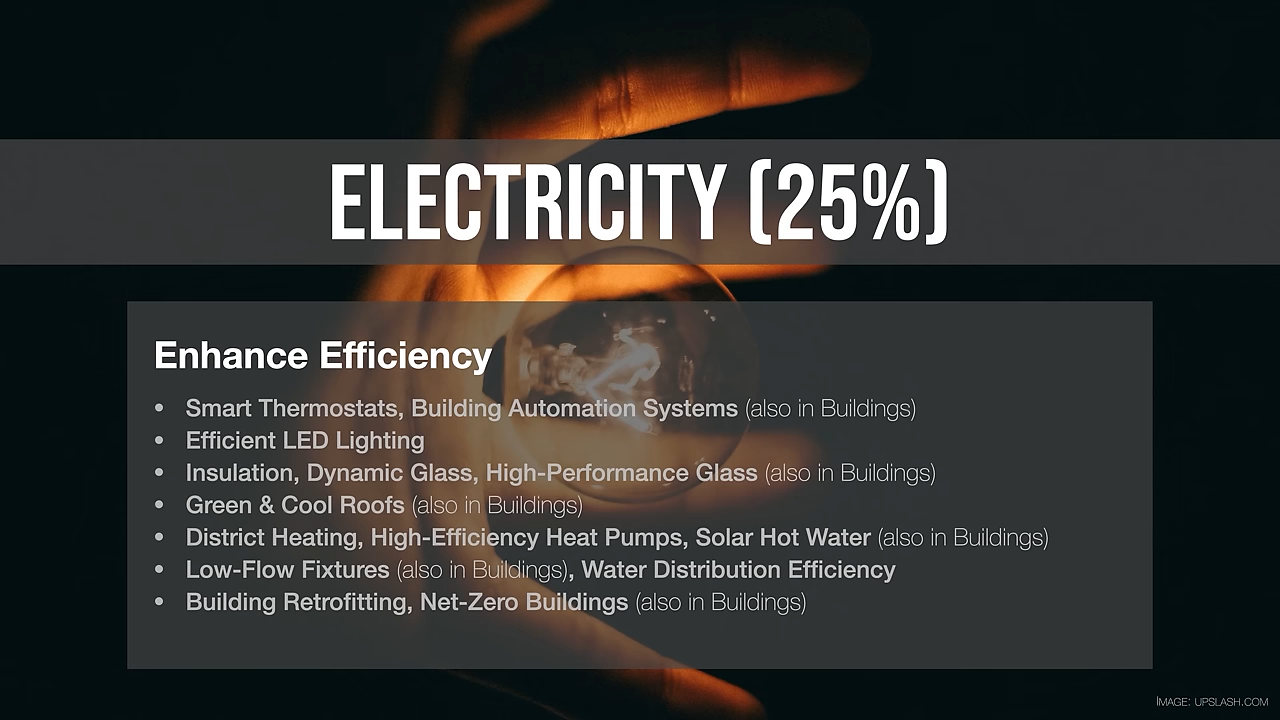 ELECTRICITY (25%)
Enhance Efficiency
• Smart Thermostats, Building Automation Systems (also in Buildings)
• Efficient LED Lighting
• Insulation, Dynamic Glass, High-Performance Glass (also in Buildings)
• Green & Cool Roofs (also in Buildings)
• District Heating, High-Efficiency Heat Pumps, Solar Hot Water (also in Buildings)
• Low-Flow Fixtures (also in Buildings), Water Distribution Efficiency
• Building Retrofitting, Net-Zero Buildings (also in Buildings)
IMAGE: UPSLASH.COM